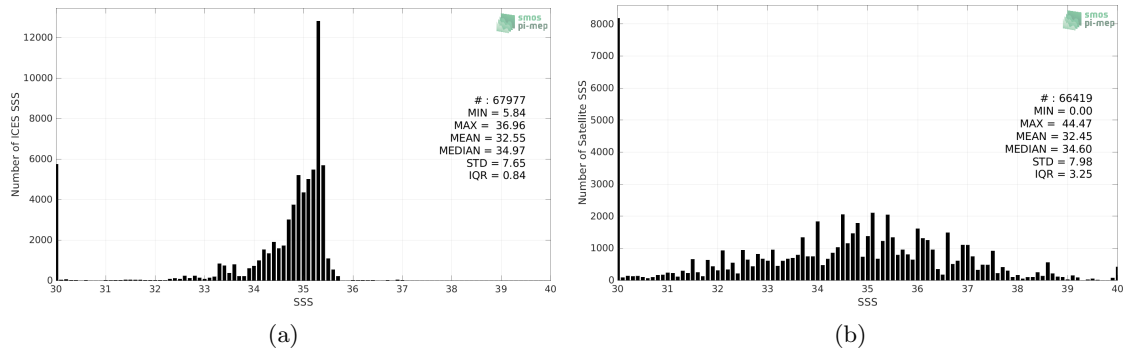 smos
pi-mep
12000
10000
8000
6000
4000
2000
0
Number of ICES SSS
# : 67977
MIN = 5.84
MAX = 36.96
MEAN = 32.55
MEDIAN = 34.97
STD = 7.65
IQR = 0.84
30 31 32 33 34 35 36 37 38 39 40
SSS
(a)
smos
pi-mep
8000
7000
6000
5000
4000
3000
2000
1000
0
Number of Satellite SSS
# : 66419
MIN = 0.00
MAX = 44.47
MEAN = 32.45
MEDIAN = 34.60
STD = 7.98
IQR = 3.25
30 31 32 33 34 35 36 37 38 39 40
SSS
(b)